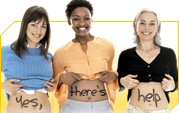 yes, there's help